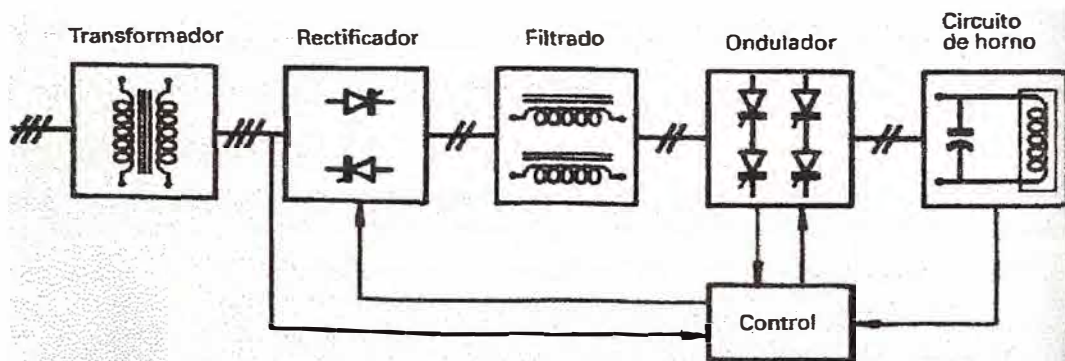 Transformador
Rectificador
Filtrado
Ondulador
Circuito
de horno
Control